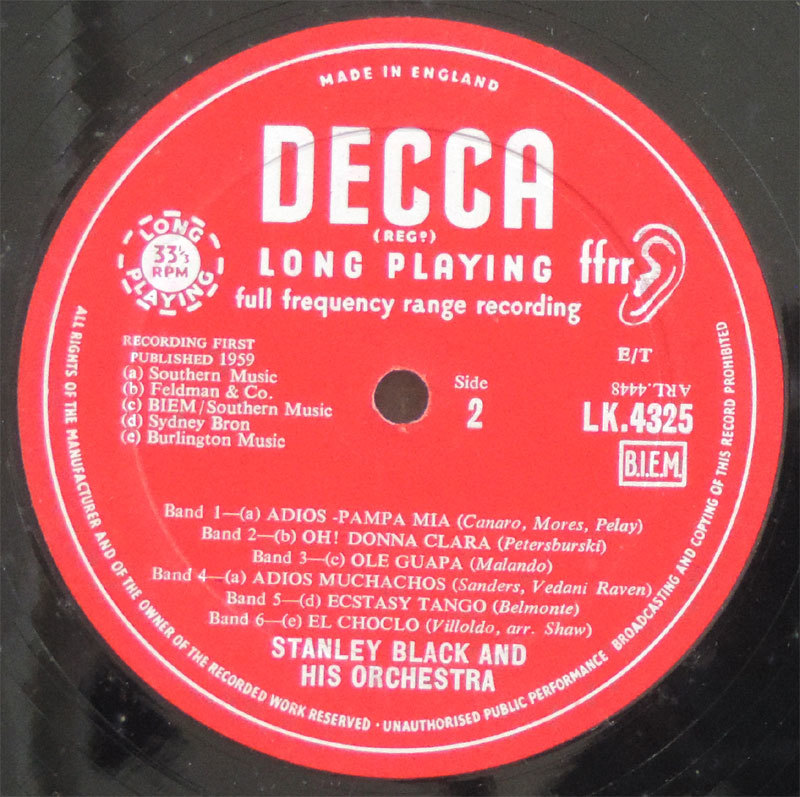 MADE IN ENGLAND
DECCA
(REGD)
LONG PLAYING
33⅓
RPM
LONG PLAYING
ffrr
full frequency range recording
RECORDING FIRST
PUBLISHED 1959
(a) Southern Music
(b) Feldman & Co.
(c) BIEM/Southern Music
(d) Sydney Bron
(e) Burlington Music
Side
2
E/T
ARL.4448
LK.4325
B.I.E.M.
Band 1—(a) ADIOS -PAMPA MIA (Canaro, Mores, Pelay)
Band 2—(b) OH! DONNA CLARA (Petersburski)
Band 3—(c) OLE GUAPA (Malando)
Band 4—(a) ADIOS MUCHACHOS (Sanders, Vedani Raven)
Band 5—(d) ECSTASY TANGO (Belmonte)
Band 6—(e) EL CHOCLO (Villoldo, arr. Shaw)
STANLEY BLACK AND
HIS ORCHESTRA
ALL RIGHTS OF THE MANUFACTURER AND OF THE OWNER OF THE RECORDED WORK RESERVED · UNAUTHORISED PUBLIC PERFORMANCE BROADCASTING AND COPYING OF THIS RECORD PROHIBITED